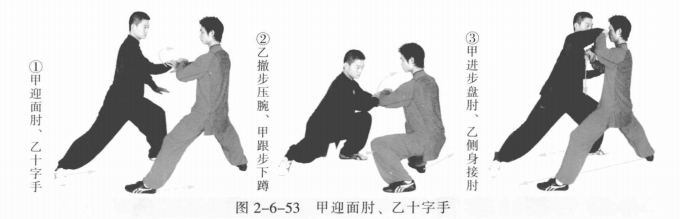 ①甲迎面肘、乙十字手
②乙撤步压腕、甲跟步下蹲
③甲进步盘肘、乙侧身接肘
图 2-6-53 甲迎面肘、乙十字手